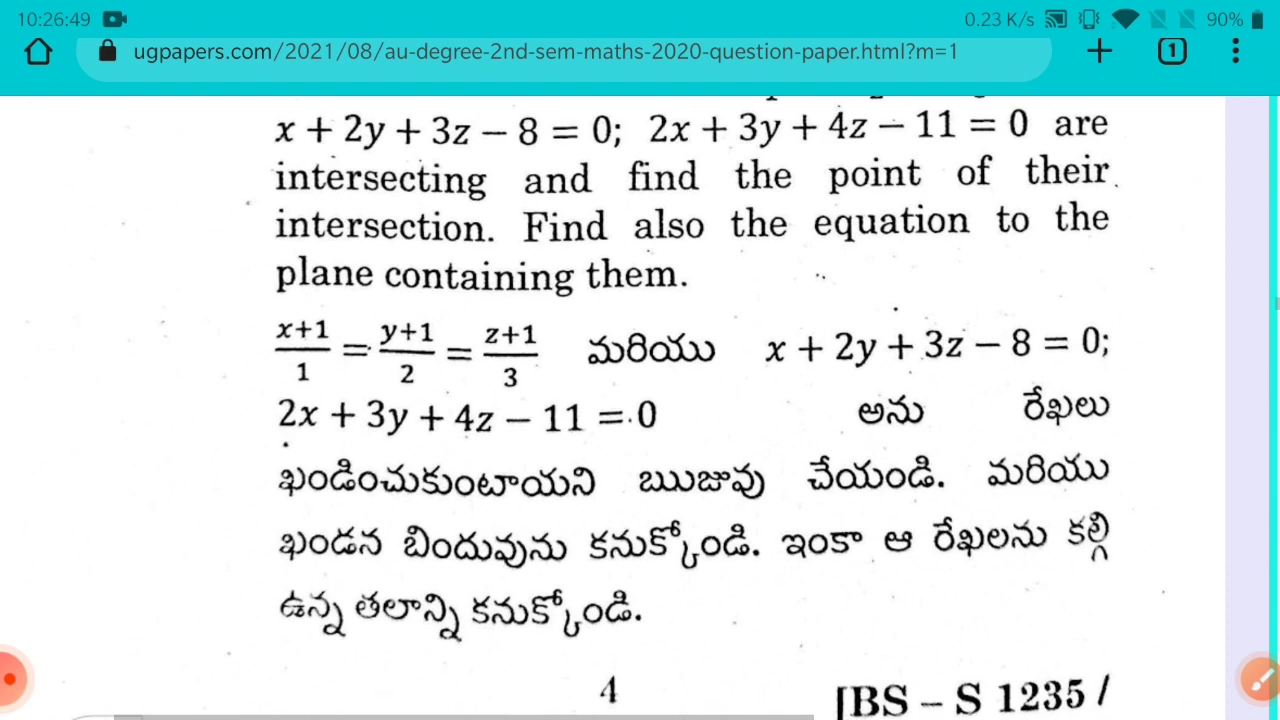 10:26:49 0.23 K/s 90%
ugpapers.com/2021/08/au-degree-2nd-sem-maths-2020-question-paper.html?m=1 1
x + 2y + 3z − 8 = 0; 2x + 3y + 4z − 11 = 0 are
intersecting and find the point of their
intersection. Find also the equation to the
plane containing them.
x+1/1 = y+1/2 = z+1/3 మరియు x + 2y + 3z − 8 = 0;
2x + 3y + 4z − 11 = 0 అను రేఖలు
ఖండించుకుంటాయని ఋజువు చేయండి. మరియు
ఖండన బిందువును కనుక్కోండి. ఇంకా ఆ రేఖలను కల్గి
ఉన్న తలాన్ని కనుక్కోండి.
4 [BS – S 1235 /